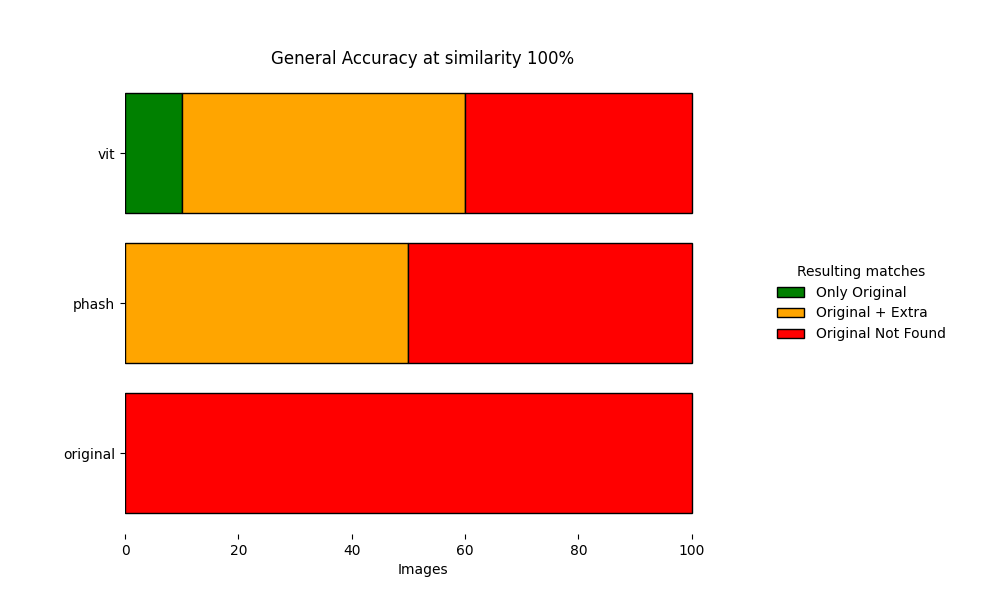 General Accuracy at similarity 100%
vit
phash
original
0 20 40 60 80 100
Images
Resulting matches
Only Original
Original + Extra
Original Not Found